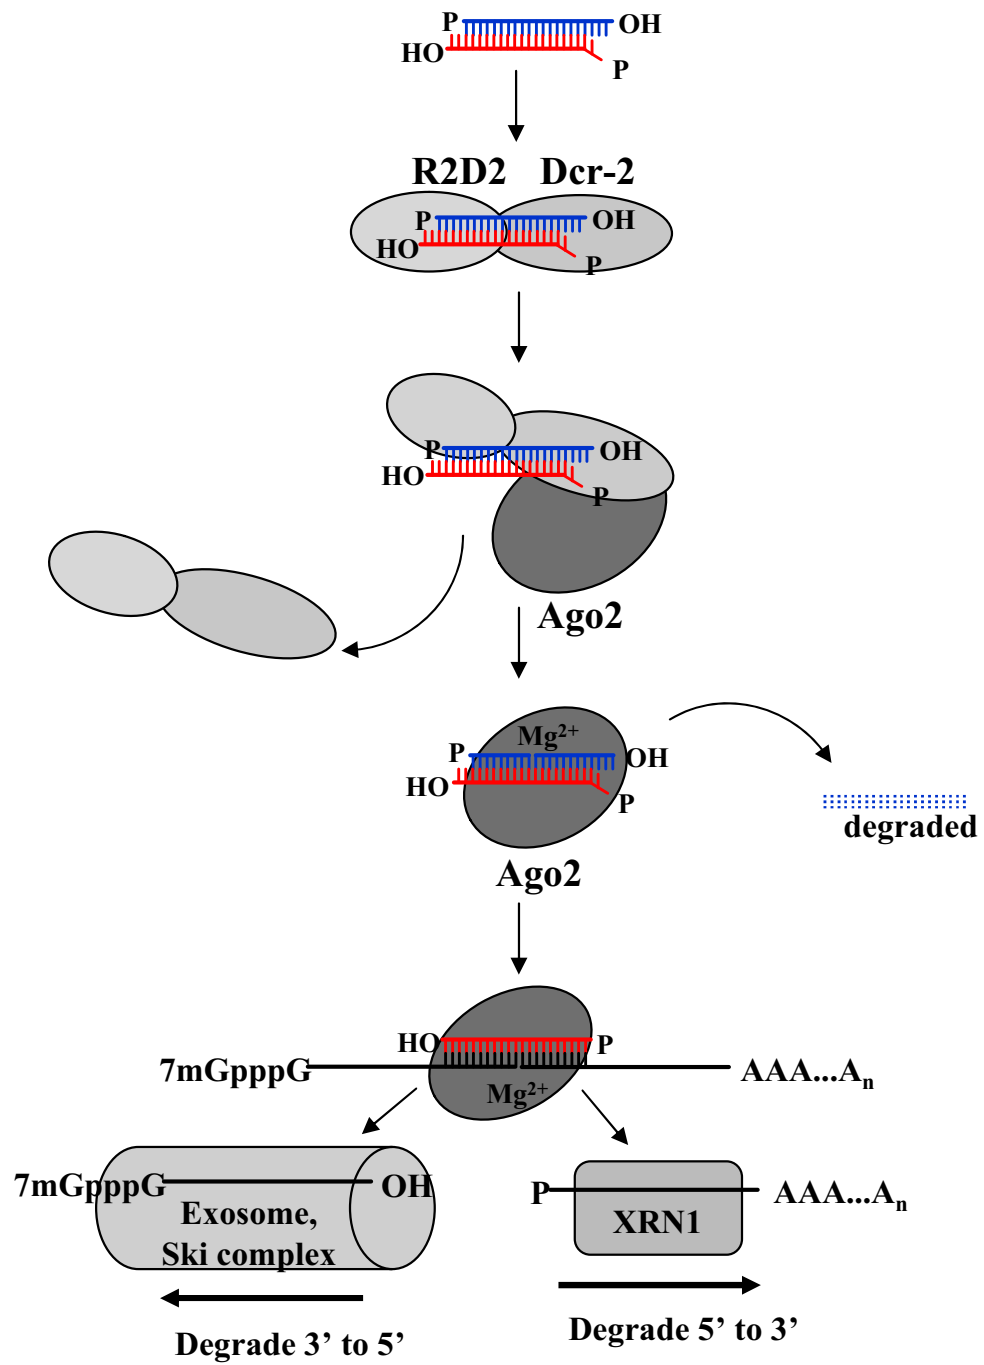 P OH
HO P
R2D2 Dcr-2
P OH
HO P
P OH
HO P
Ago2
Mg²⁺
P OH
HO P
degraded
Ago2
HO P
7mGpppG AAA...Aₙ
Mg²⁺
7mGpppG OH
P AAA...Aₙ
Exosome,
Ski complex
XRN1
Degrade 3’ to 5’
Degrade 5’ to 3’